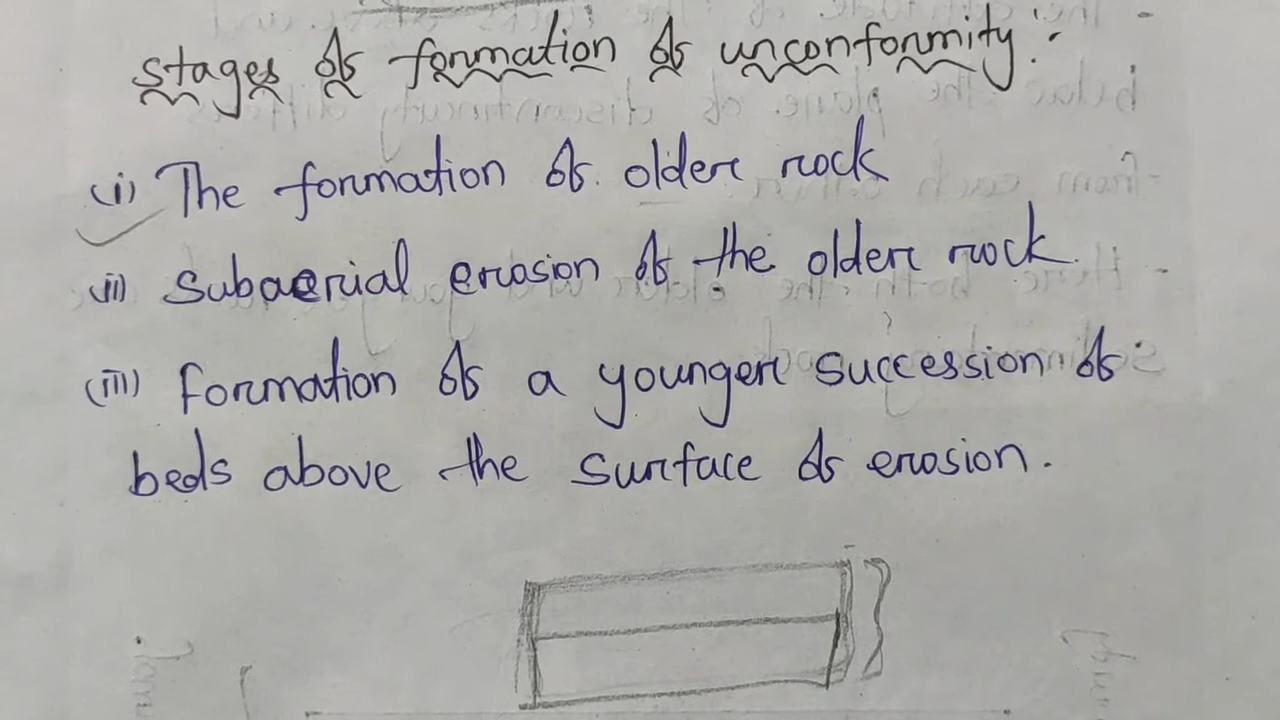 stages of formation of unconformity :
(i) The formation of older rock
(ii) Subaerial erosion of the older rock.
(iii) formation of a younger succession of
beds above the surface of erosion.